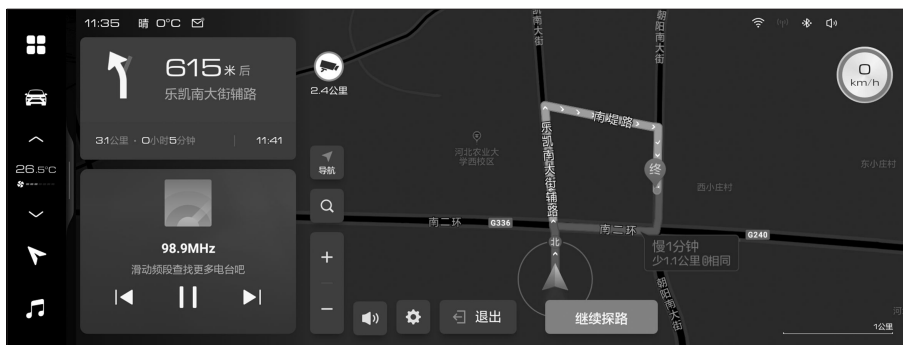 11:35 晴 0°C
615米后
乐凯南大街辅路
3.1公里 · 0小时5分钟 | 11:41
26.5°C
98.9MHz
滑动频段查找更多电台吧
2.4公里
导航
退出
继续探路
乐凯南大街
朝阳南大街
南堤路
乐凯南大街辅路
河北农业大
学西校区
终
西小庄村
东小庄村
南二环
G336
南二环
G240
北
慢1分钟
少1.1公里 相同
朝阳南大街
河
0
km/h
1公里